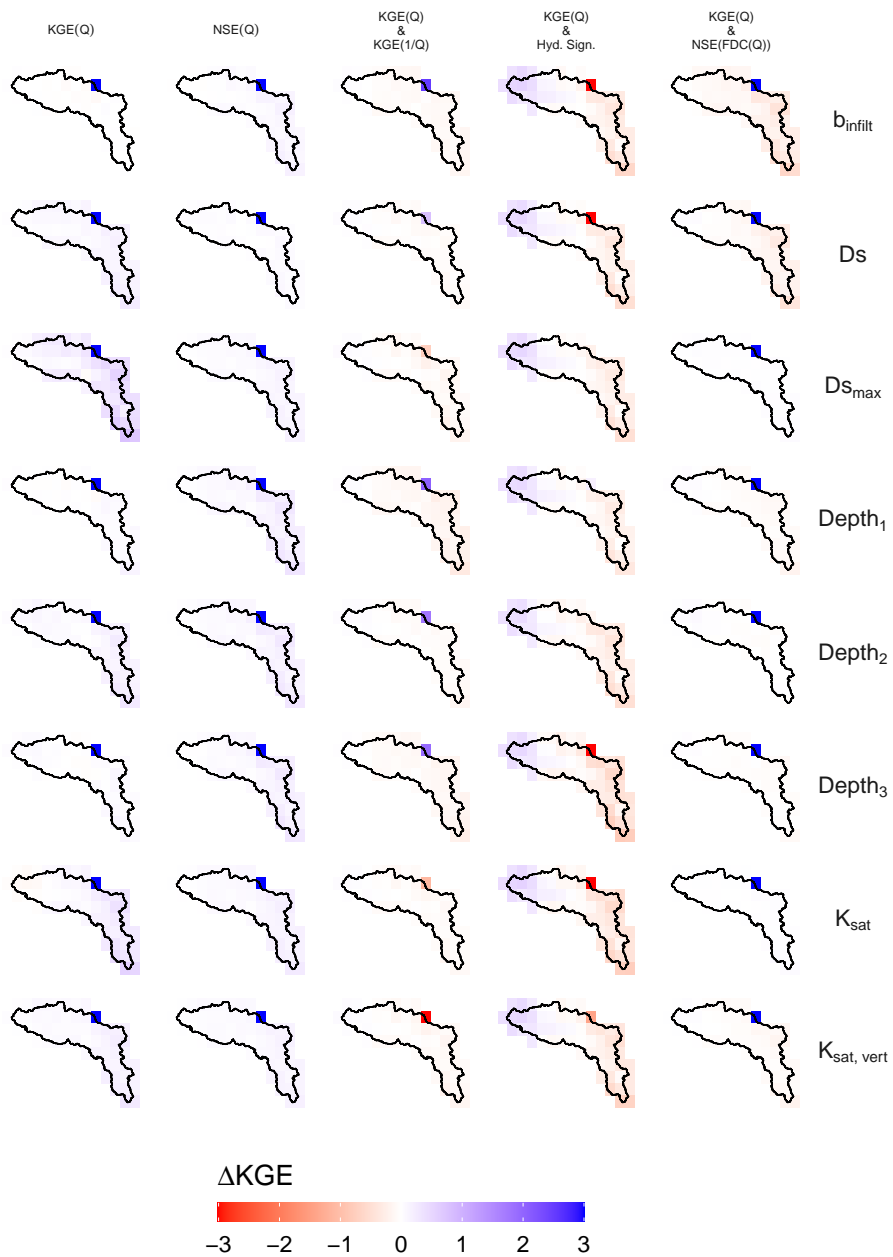 KGE(Q)
NSE(Q)
KGE(Q)
&
KGE(1/Q)
KGE(Q)
&
Hyd. Sign.
KGE(Q)
&
NSE(FDC(Q))
b_infilt
Ds
Ds_max
Depth_1
Depth_2
Depth_3
K_sat
K_sat, vert
ΔKGE
−3 −2 −1 0 1 2 3